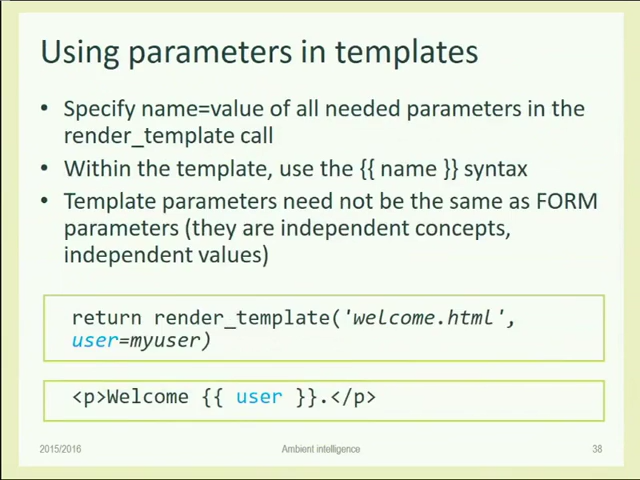 Using parameters in templates
• Specify name=value of all needed parameters in the
render_template call
• Within the template, use the {{ name }} syntax
• Template parameters need not be the same as FORM
parameters (they are independent concepts,
independent values)
return render_template('welcome.html',
user=myuser)
<p>Welcome {{ user }}.</p>
2015/2016 Ambient intelligence 38